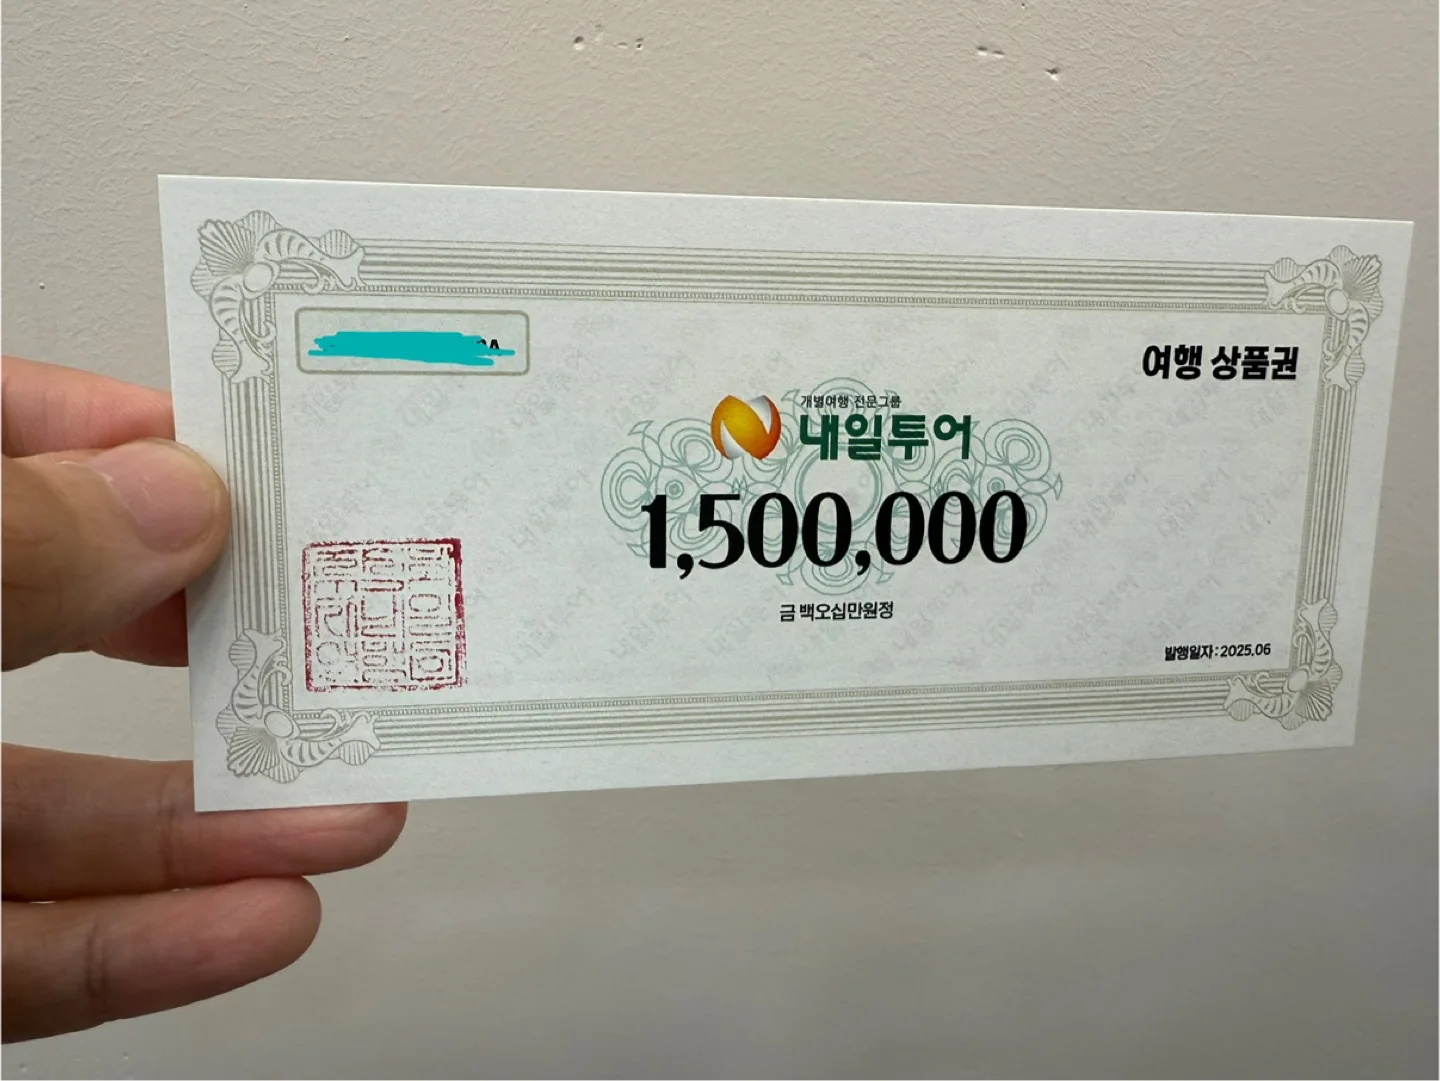 여행 상품권
개별여행 전문그룹
내일투어
1,500,000
금 백오십만원정
발행일자 : 2025.06